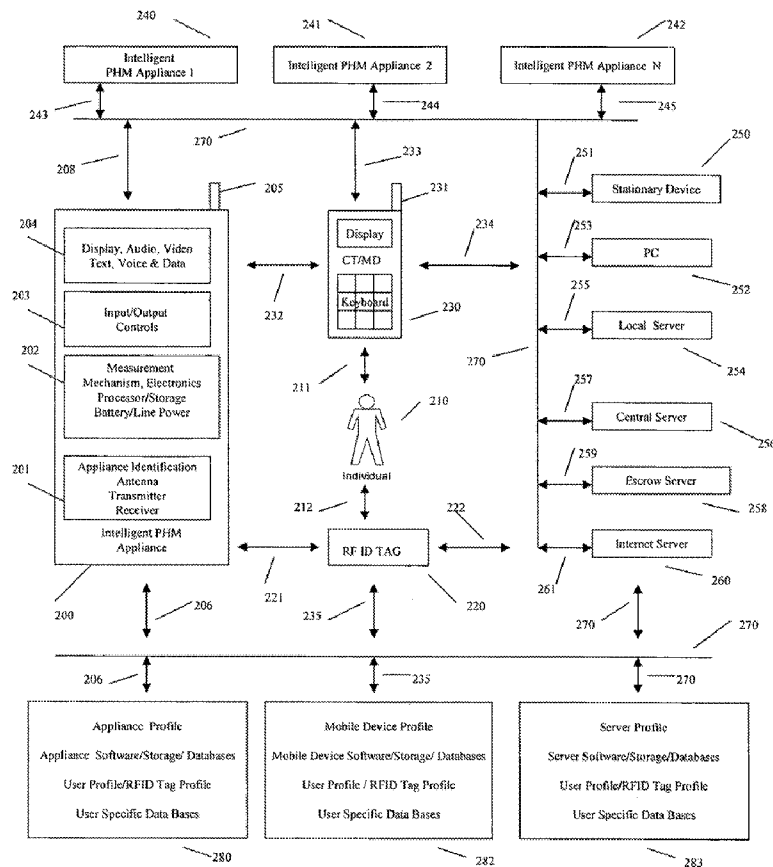 240
241
242
Intelligent
PHM Appliance 1
Intelligent PHM Appliance 2
Intelligent PHM Appliance N
243
244
245
270
208
233
251
250
Stationary Device
205
231
204
Display, Audio, Video
Text, Voice & Data
Display
CT/MD
234
253
PC
252
203
Input/Output
Controls
232
Keyboard
230
255
Local Server
254
202
Measurement
Mechanism, Electronics
Processor/Storage
Battery/Line Power
270
211
210
257
Central Server
256
201
Appliance Identification
Antenna
Transmitter
Receiver
Individual
259
Escrow Server
258
212
222
Intelligent PHM
Appliance
RF ID TAG
Internet Server
200
206
221
235
220
261
260
270
270
206
235
270
Appliance Profile
Appliance Software/Storage/ Databases
User Profile/RFID Tag Profile
User Specific Data Bases
Mobile Device Profile
Mobile Device Software/Storage/ Databases
User Profile / RFID Tag Profile
User Specific Data Bases
Server Profile
Server Software/Storage/Databases
User Profile/RFID Tag Profile
User Specific Data Bases
280
282
283